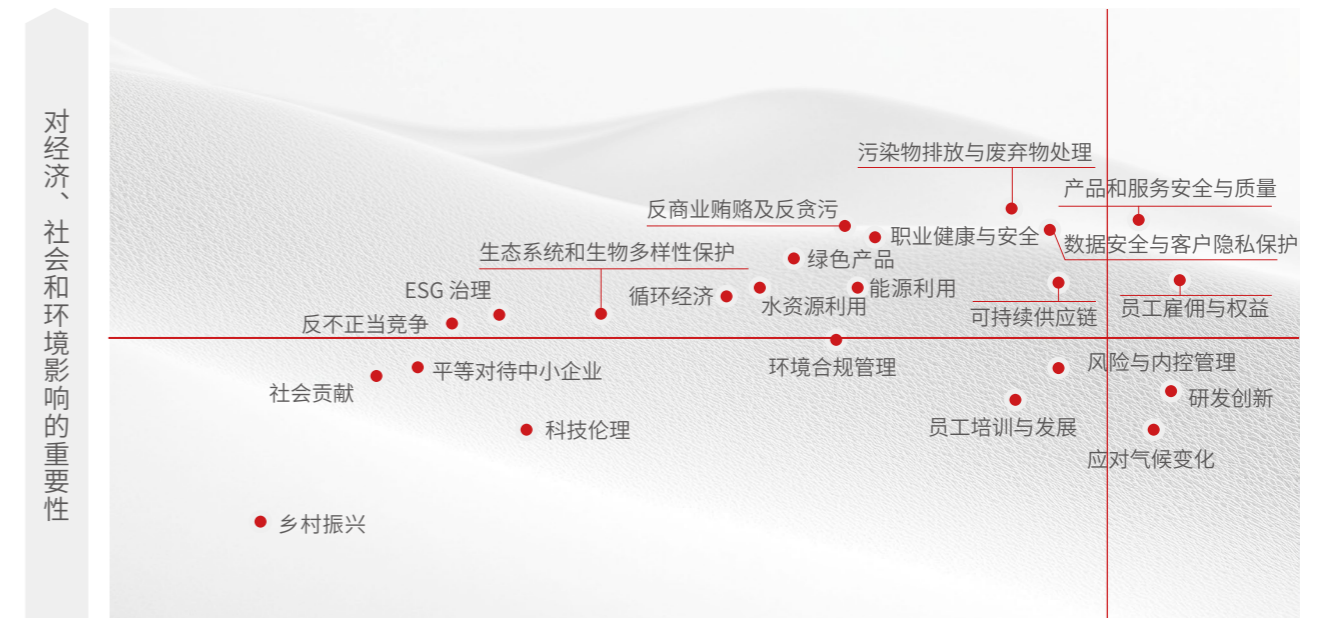 对经济、社会和环境影响的重要性
污染物排放与废弃物处理
产品和服务安全与质量
反商业贿赂及反贪污
职业健康与安全
数据安全与客户隐私保护
生态系统和生物多样性保护
绿色产品
ESG 治理
循环经济
水资源利用
能源利用
可持续供应链
员工雇佣与权益
反不正当竞争
环境合规管理
风险与内控管理
平等对待中小企业
社会贡献
研发创新
科技伦理
员工培训与发展
应对气候变化
乡村振兴